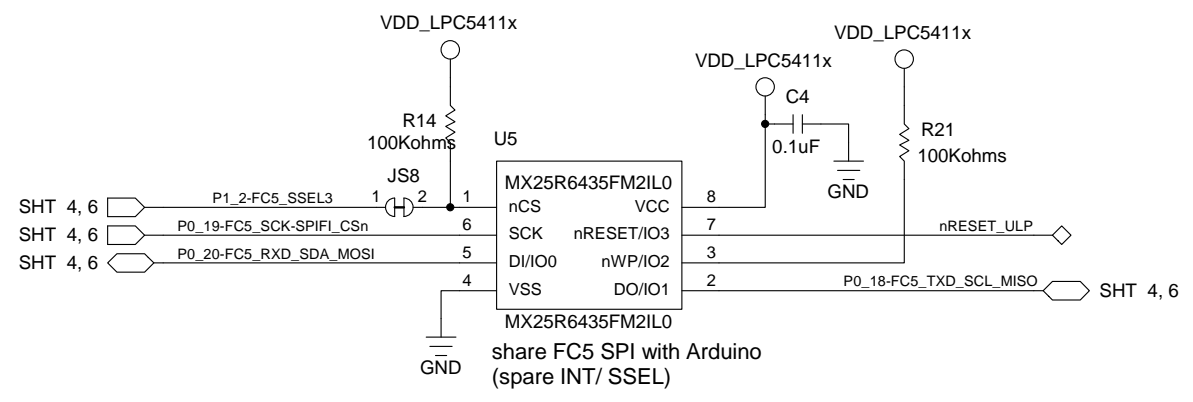 VDD_LPC5411x
VDD_LPC5411x
VDD_LPC5411x
R14
100Kohms
C4
0.1uF
GND
R21
100Kohms
U5
MX25R6435FM2IL0
JS8
SHT 4, 6 P1_2-FC5_SSEL3 1 2 1 nCS VCC 8
SHT 4, 6 P0_19-FC5_SCK-SPIFI_CSn 6 SCK nRESET/IO3 7 nRESET_ULP
SHT 4, 6 P0_20-FC5_RXD_SDA_MOSI 5 DI/IO0 nWP/IO2 3
4 VSS DO/IO1 2 P0_18-FC5_TXD_SCL_MISO SHT 4, 6
MX25R6435FM2IL0
GND
share FC5 SPI with Arduino
(spare INT/ SSEL)